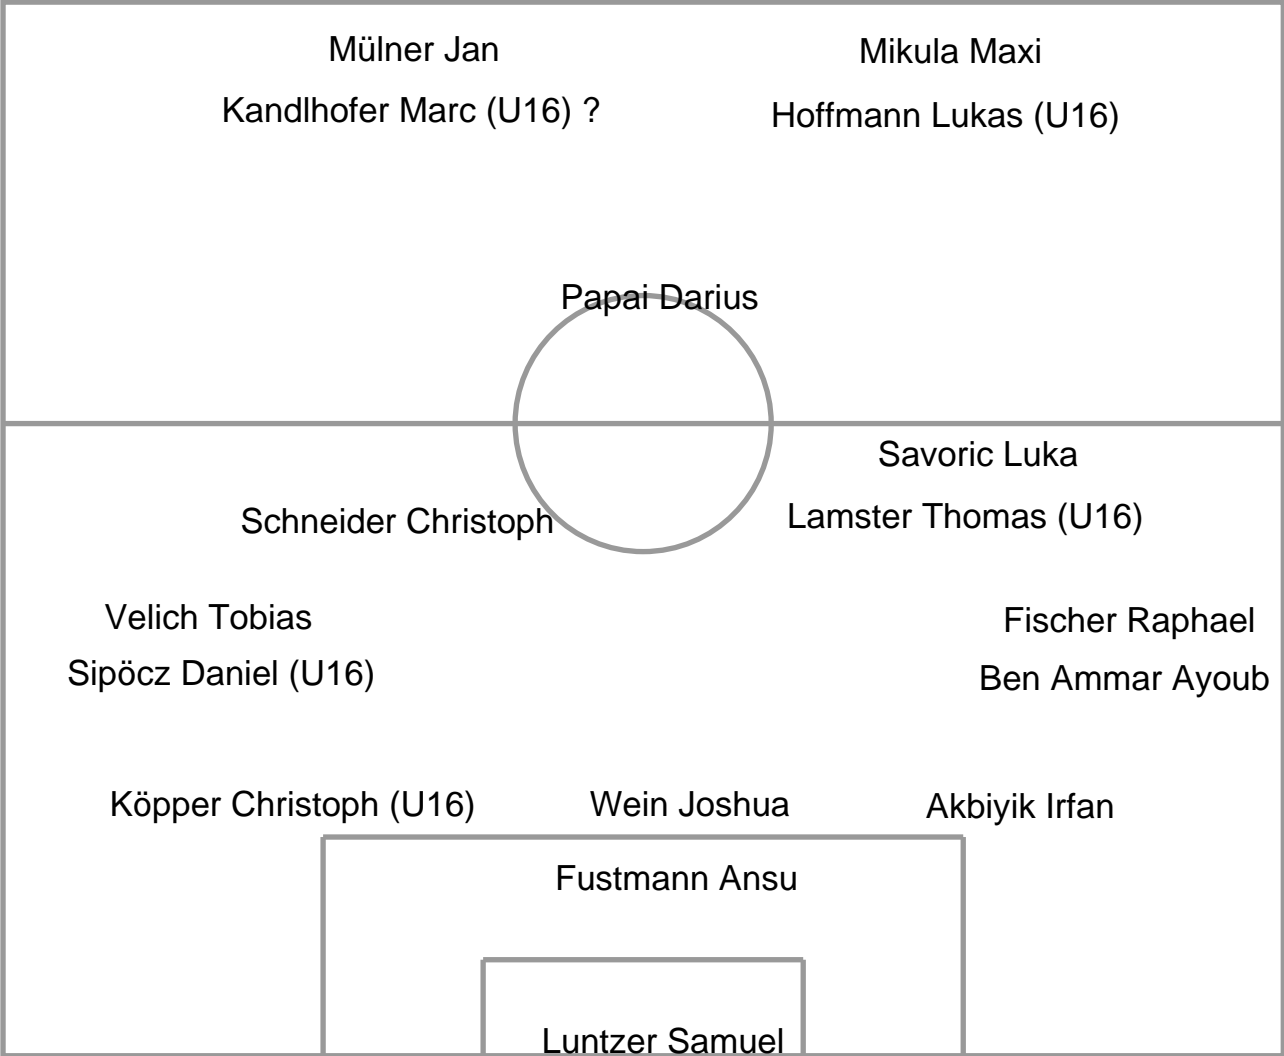 Mülner Jan
Mikula Maxi
Kandlhofer Marc (U16) ?
Hoffmann Lukas (U16)
Papai Darius
Savoric Luka
Schneider Christoph
Lamster Thomas (U16)
Velich Tobias
Fischer Raphael
Sipöcz Daniel (U16)
Ben Ammar Ayoub
Köpper Christoph (U16)
Wein Joshua
Akbiyik Irfan
Fustmann Ansu
Luntzer Samuel